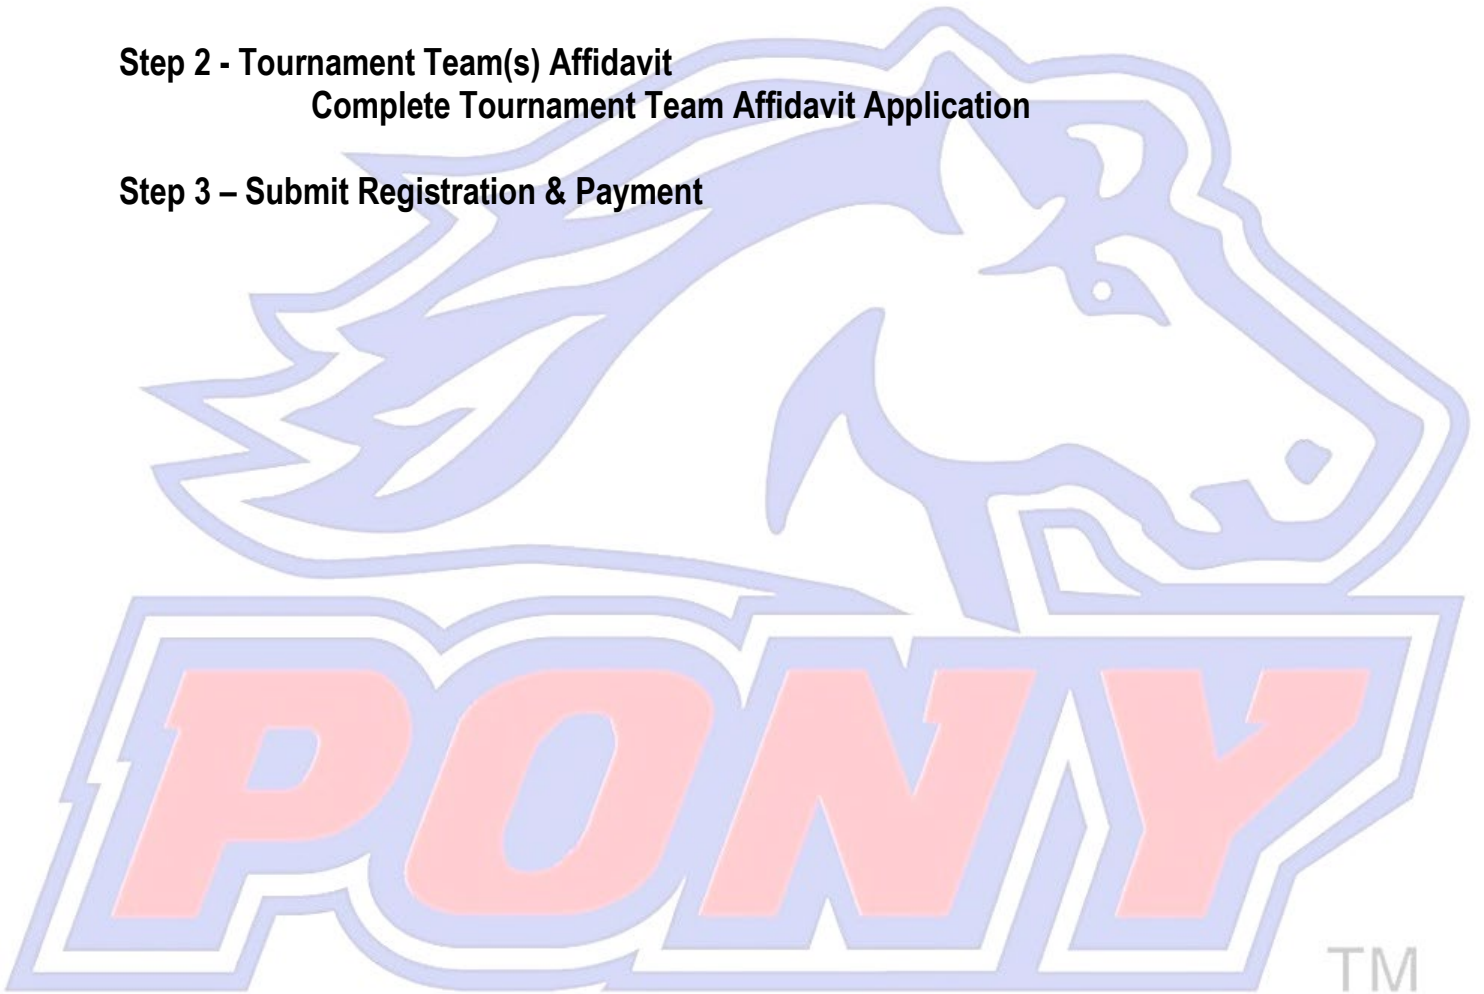 Step 2 - Tournament Team(s) Affidavit
Complete Tournament Team Affidavit Application
Step 3 – Submit Registration & Payment
PONY
TM